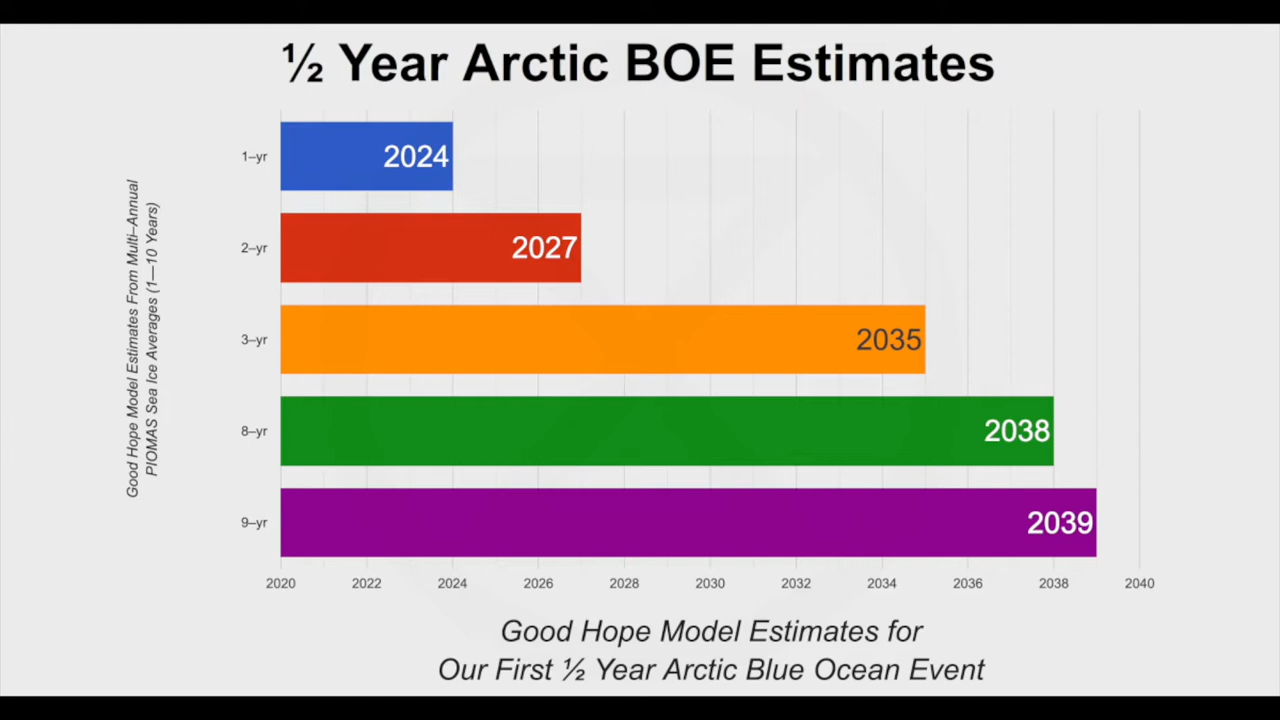 ½ Year Arctic BOE Estimates
Good Hope Model Estimates From Multi–Annual
PIOMAS Sea Ice Averages (1—10 Years)
1–yr
2024
2–yr
2027
3–yr
2035
8–yr
2038
9–yr
2039
2020 2022 2024 2026 2028 2030 2032 2034 2036 2038 2040
Good Hope Model Estimates for
Our First ½ Year Arctic Blue Ocean Event